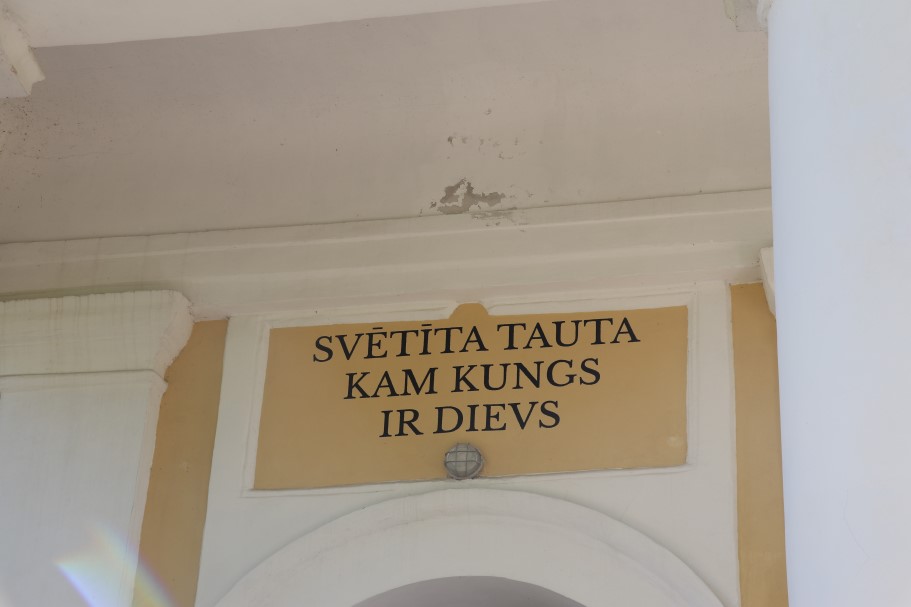 SVĒTĪTA TAUTA
KAM KUNGS
IR DIEVS